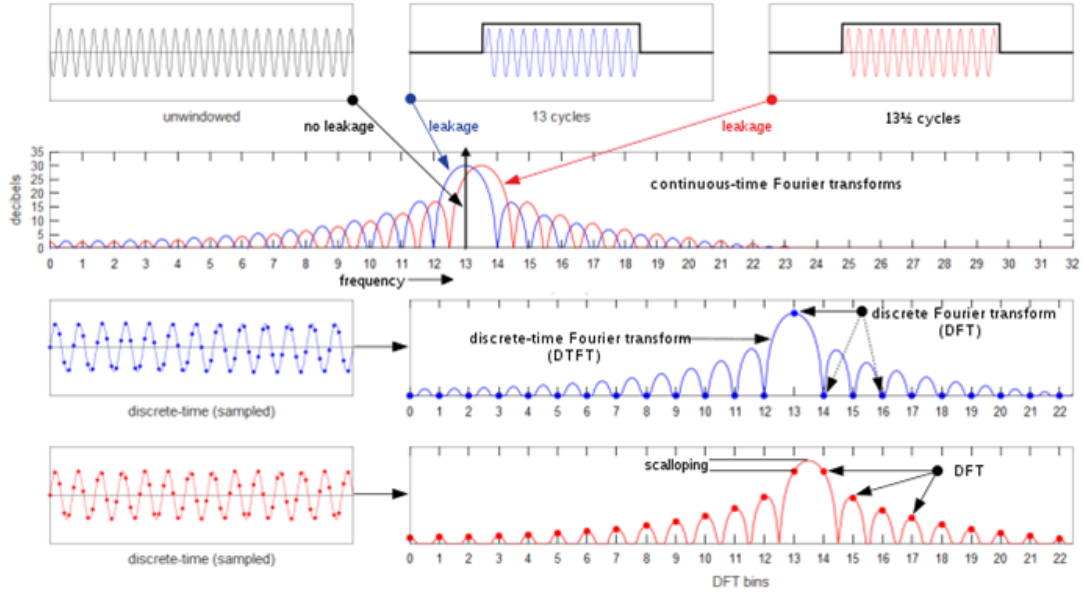 unwindowed
13 cycles
13½ cycles
no leakage
leakage
leakage
35
30
25
20
15
10
5
0
decibels
continuous-time Fourier transforms
0 1 2 3 4 5 6 7 8 9 10 11 12 13 14 15 16 17 18 19 20 21 22 23 24 25 26 27 28 29 30 31 32
frequency
discrete-time Fourier transform
(DTFT)
discrete Fourier transform
(DFT)
0 1 2 3 4 5 6 7 8 9 10 11 12 13 14 15 16 17 18 19 20 21 22
discrete-time (sampled)
scalloping
DFT
0 1 2 3 4 5 6 7 8 9 10 11 12 13 14 15 16 17 18 19 20 21 22
discrete-time (sampled)
DFT bins